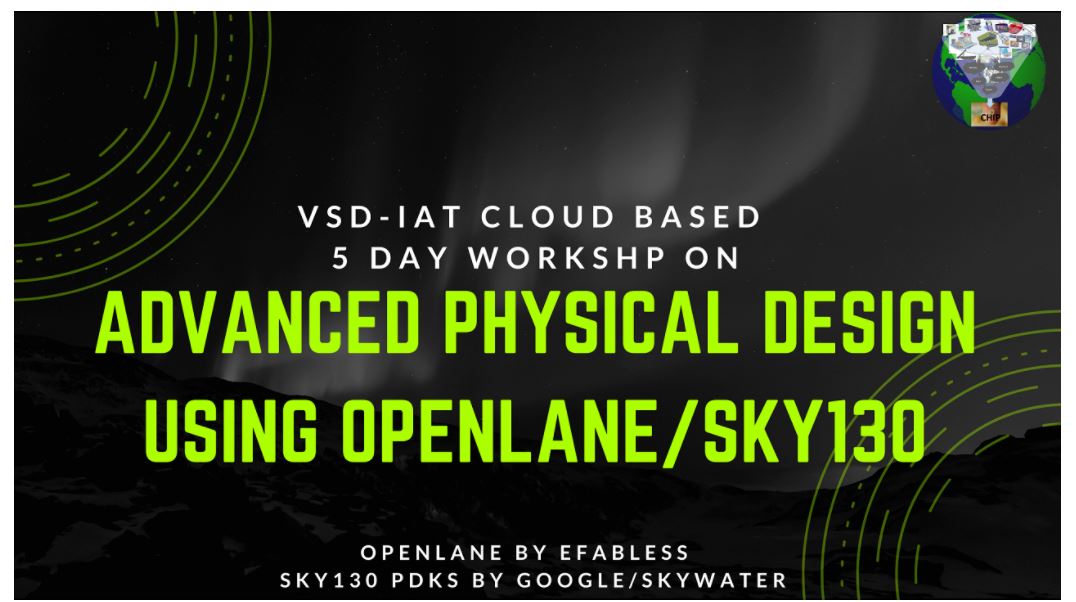 CHIP
VSD-IAT CLOUD BASED
5 DAY WORKSHP ON
ADVANCED PHYSICAL DESIGN
USING OPENLANE/SKY130
OPENLANE BY EFABLESS
SKY130 PDKS BY GOOGLE/SKYWATER